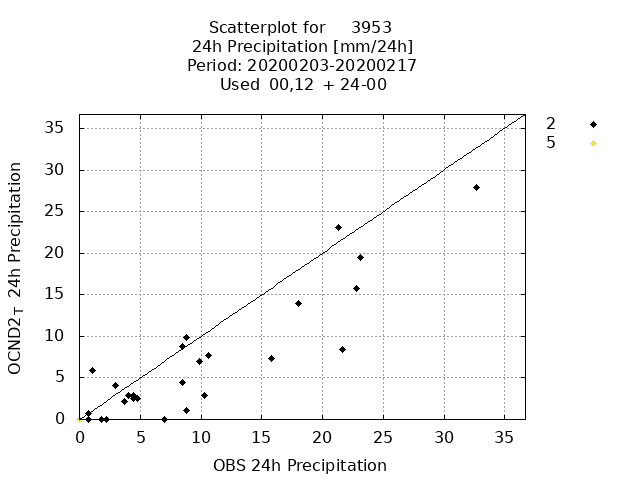 Scatterplot for 3953
24h Precipitation [mm/24h]
Period: 20200203-20200217
Used 00,12 + 24-00
2
5
OCND2T 24h Precipitation
35
30
25
20
15
10
5
0
0 5 10 15 20 25 30 35
OBS 24h Precipitation